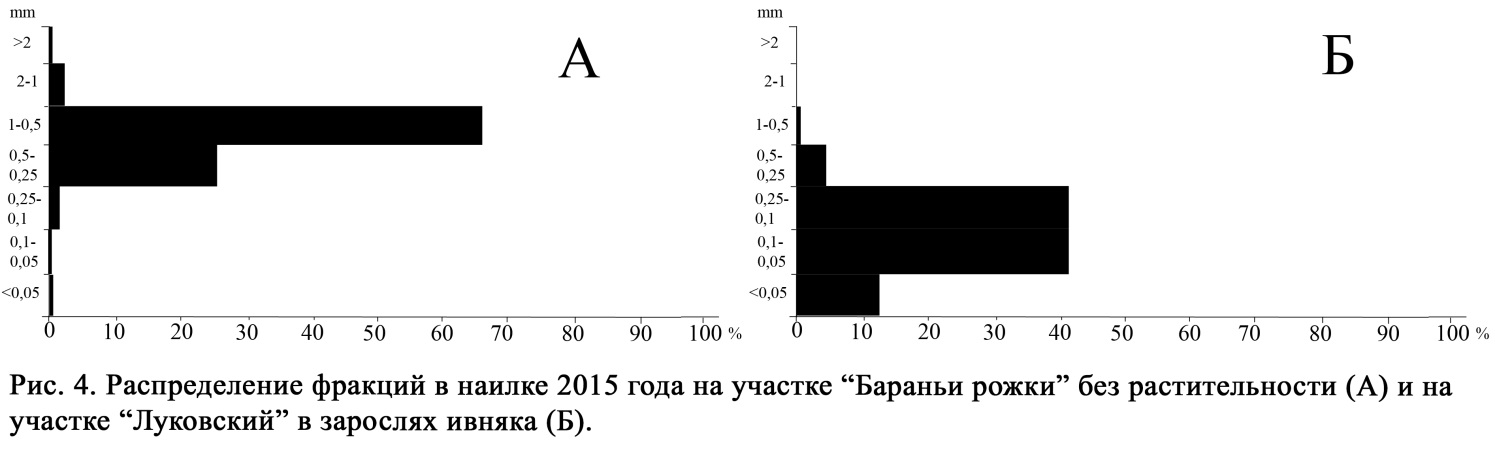 mm
А
>2
2-1
1-0,5
0,5-
0,25
0,25-
0,1
0,1-
0,05
<0,05
0 10 20 30 40 50 60 70 80 90 100 %
mm
Б
>2
2-1
1-0,5
0,5-
0,25
0,25-
0,1
0,1-
0,05
<0,05
0 10 20 30 40 50 60 70 80 90 100 %
Рис. 4. Распределение фракций в наилке 2015 года на участке “Бараньи рожки” без растительности (А) и на
участке “Луковский” в зарослях ивняка (Б).